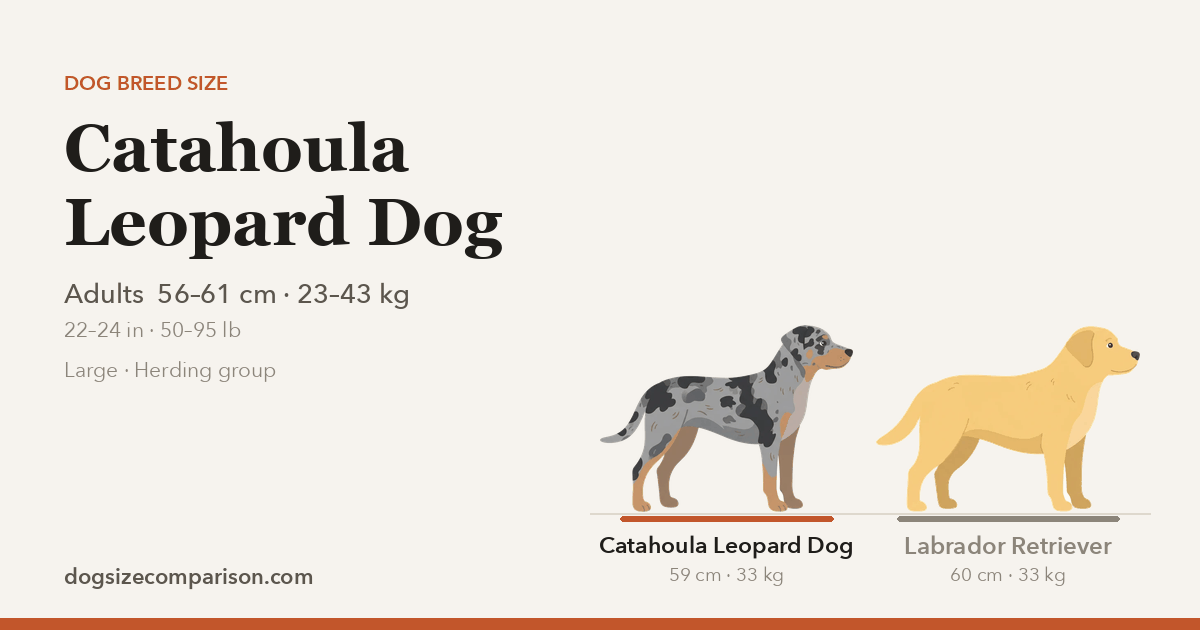 DOG BREED SIZE
Catahoula
Leopard Dog
Adults 56–61 cm · 23–43 kg
22–24 in · 50–95 lb
Large · Herding group
Catahoula Leopard Dog
59 cm · 33 kg
Labrador Retriever
60 cm · 33 kg
dogsizecomparison.com